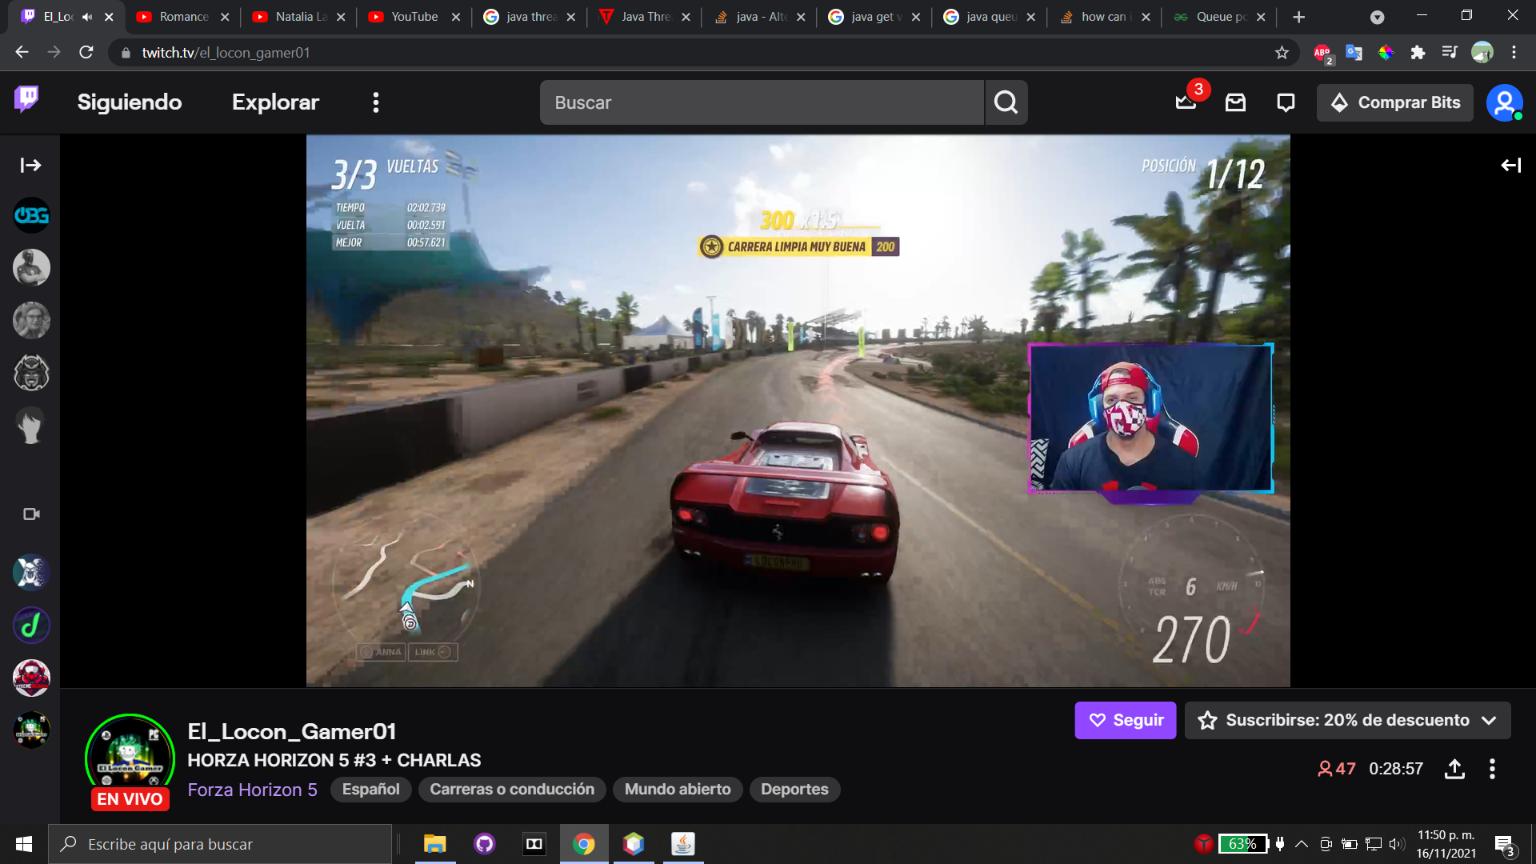 El_Loc
Romance
Natalia La
YouTube
java threa
Java Thre
java - Alte
java get v
java queu
how can i
Queue po
twitch.tv/el_locon_gamer01
ABP
2
Siguiendo
Explorar
Buscar
3
Comprar Bits
OBG
3/3 VUELTAS
TIEMPO 02:02.739
VUELTA 00:02.591
MEJOR 00:57.621
300 x1.5
CARRERA LIMPIA MUY BUENA 200
POSICIÓN 1/12
N
ANNA LINK
ABS
TCR
6
KM/H
270
El_Locon_Gamer01
HORZA HORIZON 5 #3 + CHARLAS
Forza Horizon 5
Español
Carreras o conducción
Mundo abierto
Deportes
EN VIVO
Seguir
Suscribirse: 20% de descuento
47
0:28:57
Escribe aquí para buscar
63%
11:50 p. m.
16/11/2021
3